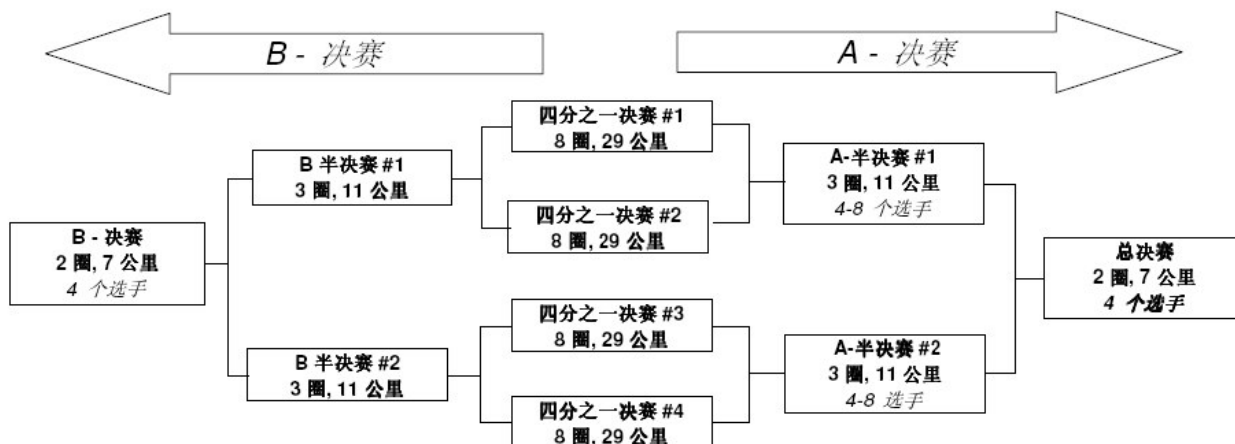 B - 决赛
A - 决赛
四分之一决赛 #1
8 圈, 29 公里
B 半决赛 #1
3 圈, 11 公里
A-半决赛 #1
3 圈, 11 公里
4-8 个选手
四分之一决赛 #2
8 圈, 29 公里
B - 决赛
2 圈, 7 公里
4 个选手
总决赛
2 圈, 7 公里
4 个选手
四分之一决赛 #3
8 圈, 29 公里
B 半决赛 #2
3 圈, 11 公里
A-半决赛 #2
3 圈, 11 公里
4-8 选手
四分之一决赛 #4
8 圈, 29 公里